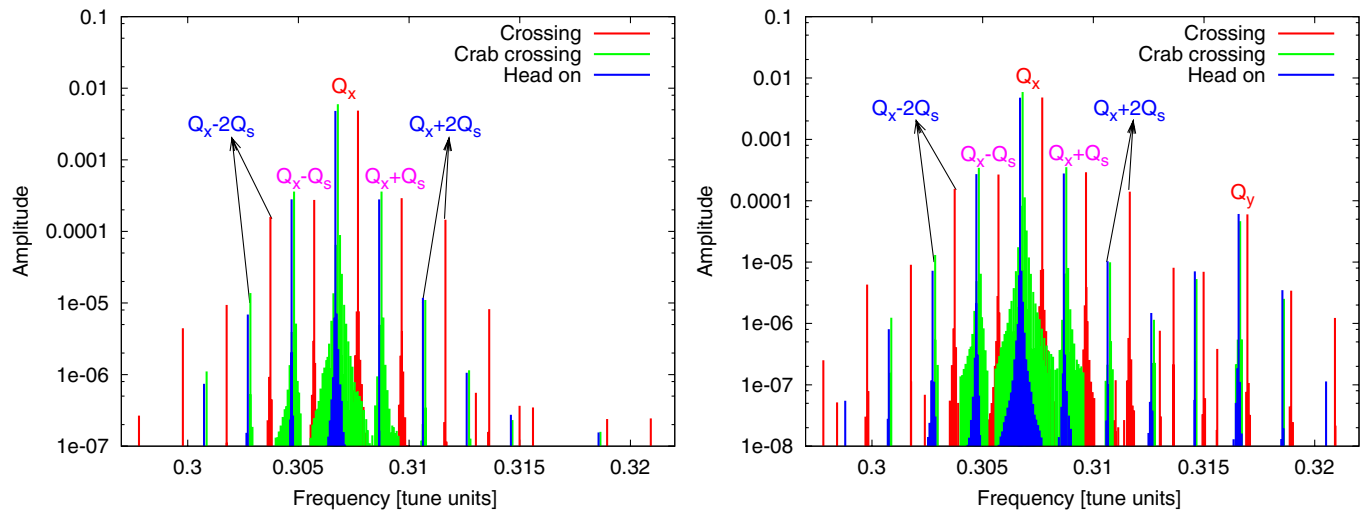 0.1
0.01
0.001
0.0001
1e-05
1e-06
1e-07
Amplitude
0.3
0.305
0.31
0.315
0.32
Frequency [tune units]
Crossing
Crab crossing
Head on
Qx
Qx-2Qs
Qx+2Qs
Qx-Qs
Qx+Qs
0.1
0.01
0.001
0.0001
1e-05
1e-06
1e-07
1e-08
Amplitude
0.3
0.305
0.31
0.315
0.32
Frequency [tune units]
Crossing
Crab crossing
Head on
Qx
Qx-2Qs
Qx+2Qs
Qx-Qs
Qx+Qs
Qy